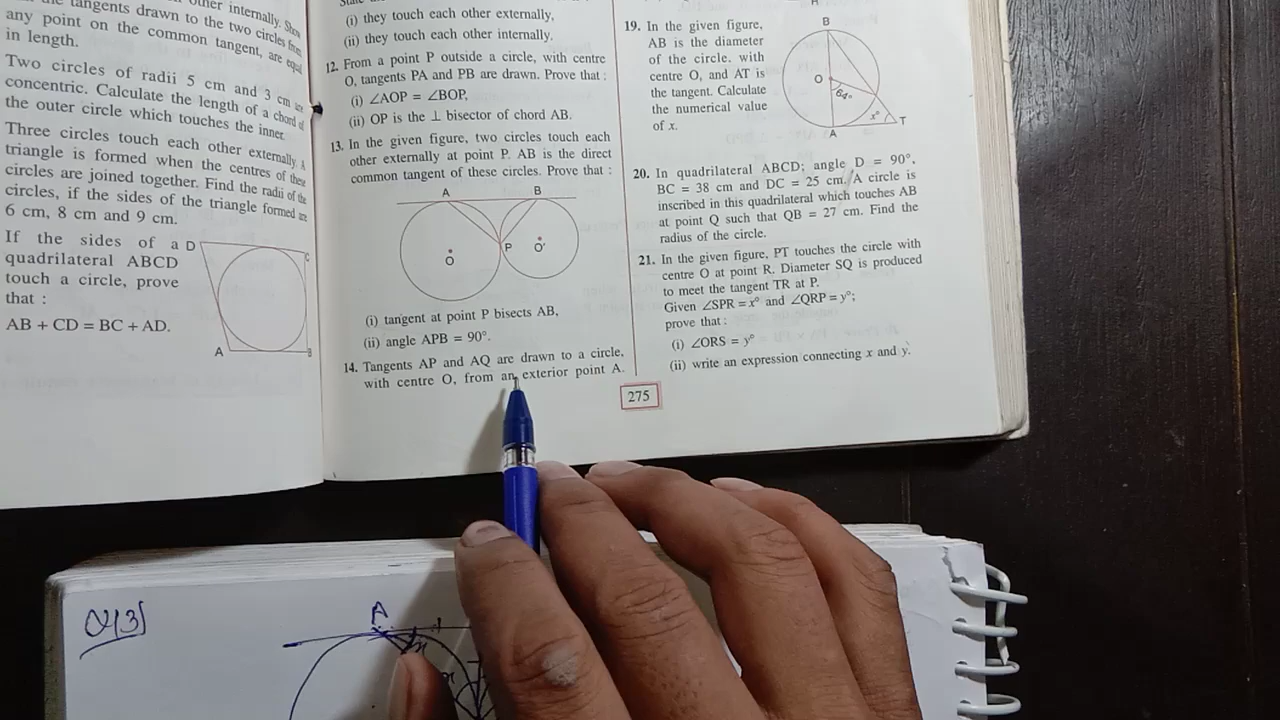 the tangents drawn to the two circles from
any point on the common tangent, are equal
in length.
Two circles of radii 5 cm and 3 cm are
concentric. Calculate the length of a chord of
the outer circle which touches the inner.
Three circles touch each other externally. A
triangle is formed when the centres of these
circles are joined together. Find the radii of the
circles, if the sides of the triangle formed are
6 cm, 8 cm and 9 cm.
If the sides of a
quadrilateral ABCD
touch a circle, prove
that :
AB + CD = BC + AD.
D
C
A
B
(i) they touch each other externally,
(ii) they touch each other internally.
12. From a point P outside a circle, with centre
O, tangents PA and PB are drawn. Prove that :
(i) ∠AOP = ∠BOP,
(ii) OP is the ⊥ bisector of chord AB.
13. In the given figure, two circles touch each
other externally at point P. AB is the direct
common tangent of these circles. Prove that :
A
B
P
O
O'
(i) tangent at point P bisects AB,
(ii) angle APB = 90°.
14. Tangents AP and AQ are drawn to a circle,
with centre O, from an exterior point A.
19. In the given figure,
AB is the diameter
of the circle, with
centre O, and AT is
the tangent. Calculate
the numerical value
of x.
B
O
64°
x°
A
T
20. In quadrilateral ABCD; angle D = 90°,
BC = 38 cm and DC = 25 cm. A circle is
inscribed in this quadrilateral which touches AB
at point Q such that QB = 27 cm. Find the
radius of the circle.
21. In the given figure, PT touches the circle with
centre O at point R. Diameter SQ is produced
to meet the tangent TR at P.
Given ∠SPR = x° and ∠QRP = y°;
prove that :
(i) ∠ORS = y°
(ii) write an expression connecting x and y.
275
Q13]
A